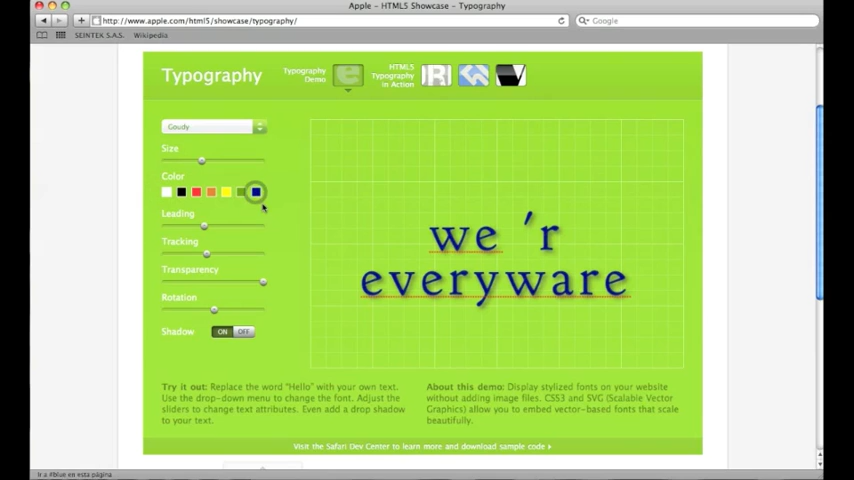 Apple - HTML5 Showcase - Typography
http://www.apple.com/html5/showcase/typography/
Google
SEINTEK S.A.S. Wikipedia
Typography
Typography
Demo
HTML5
Typography
in Action
Goudy
Size
Color
Leading
Tracking
Transparency
Rotation
Shadow ON OFF
we 'r
everyware
Try it out: Replace the word "Hello" with your own text.
Use the drop-down menu to change the font. Adjust the
sliders to change text attributes. Even add a drop shadow
to your text.
About this demo: Display stylized fonts on your website
without adding image files. CSS3 and SVG (Scalable Vector
Graphics) allow you to embed vector-based fonts that scale
beautifully.
Visit the Safari Dev Center to learn more and download sample code
Ir a #blue en esta página